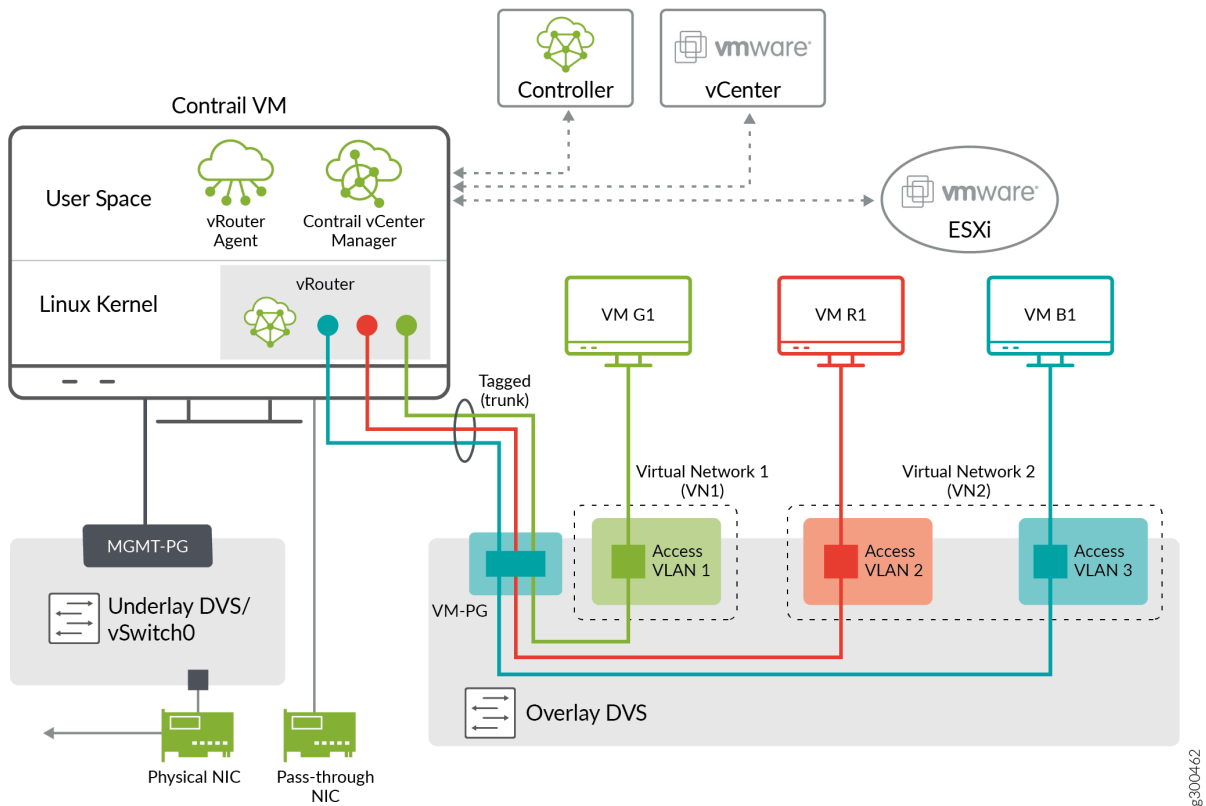 Controller
vmware®
vCenter
Contrail VM
User Space
vRouter
Agent
Contrail vCenter
Manager
vmware®
ESXi
Linux Kernel
vRouter
VM G1
VM R1
VM B1
Tagged
(trunk)
Virtual Network 1
(VN1)
Virtual Network 2
(VN2)
MGMT-PG
Access
VLAN 1
Access
VLAN 2
Access
VLAN 3
VM-PG
Underlay DVS/
vSwitch0
Overlay DVS
Physical NIC
Pass-through
NIC
g300462